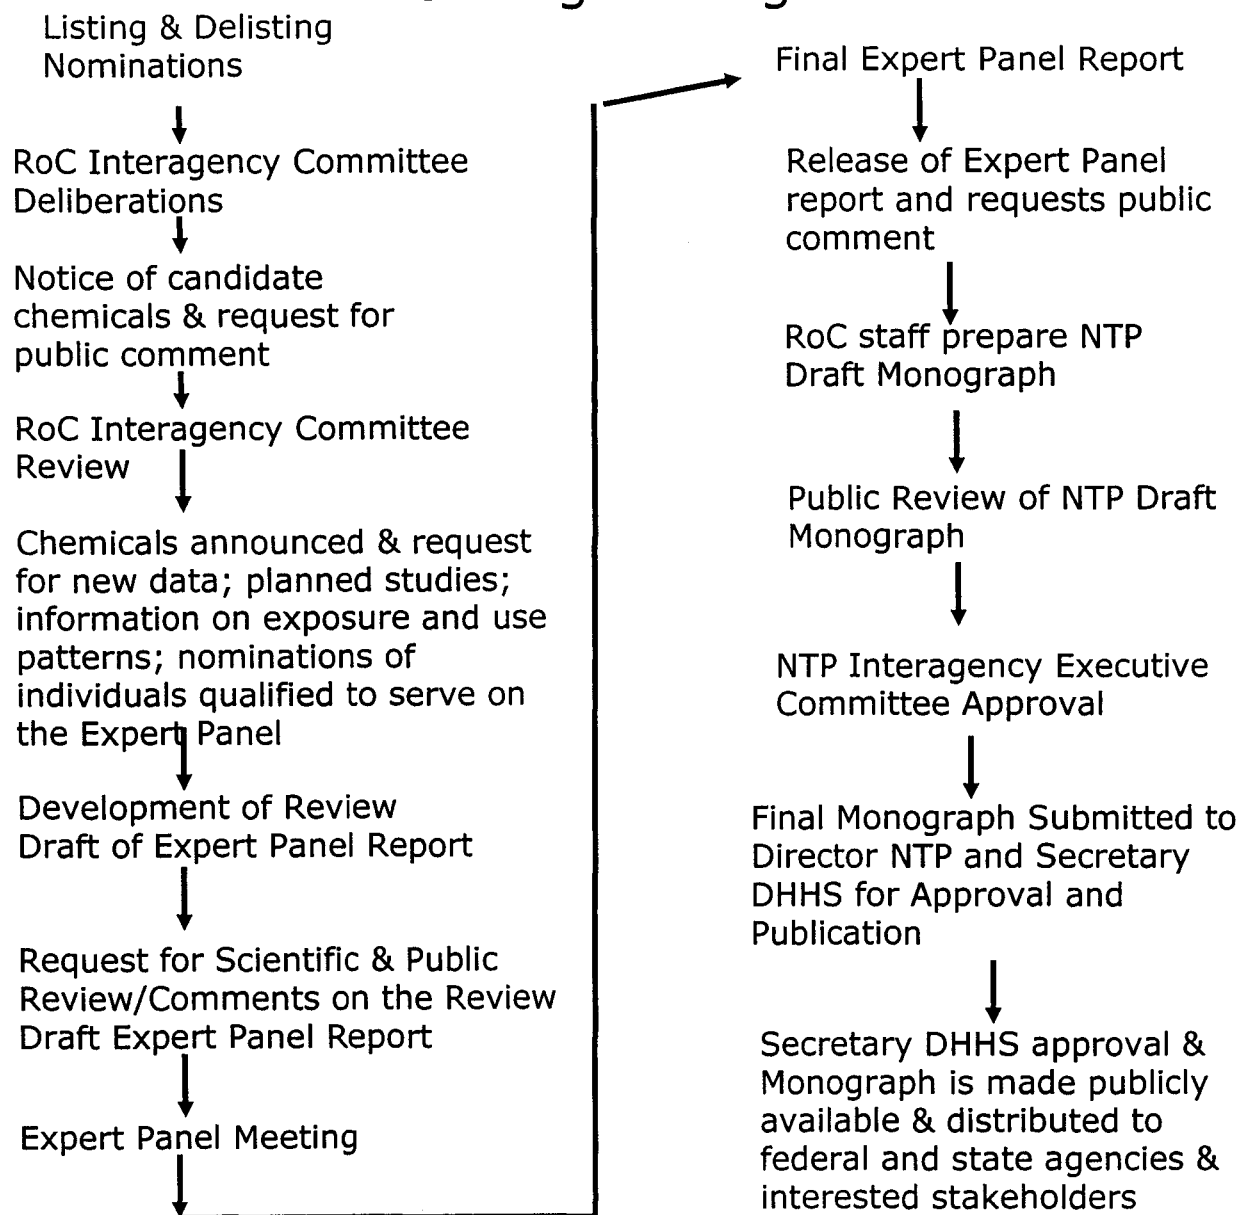 Listing & Delisting
Nominations
RoC Interagency Committee
Deliberations
Notice of candidate
chemicals & request for
public comment
RoC Interagency Committee
Review
Chemicals announced & request
for new data; planned studies;
information on exposure and use
patterns; nominations of
individuals qualified to serve on
the Expert Panel
Development of Review
Draft of Expert Panel Report
Request for Scientific & Public
Review/Comments on the Review
Draft Expert Panel Report
Expert Panel Meeting
Final Expert Panel Report
Release of Expert Panel
report and requests public
comment
RoC staff prepare NTP
Draft Monograph
Public Review of NTP Draft
Monograph
NTP Interagency Executive
Committee Approval
Final Monograph Submitted to
Director NTP and Secretary
DHHS for Approval and
Publication
Secretary DHHS approval &
Monograph is made publicly
available & distributed to
federal and state agencies &
interested stakeholders